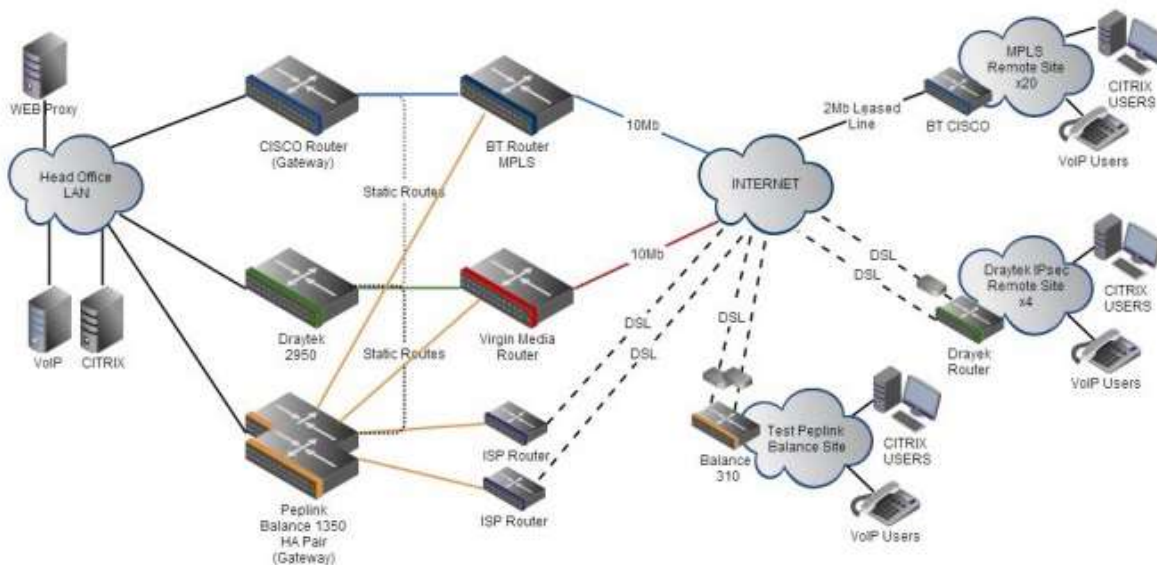 WEB Proxy
Head Office
LAN
VoIP
CITRIX
CISCO Router
(Gateway)
BT Router
MPLS
Static Routes
Draytek
2950
Virgin Media
Router
Static Routes
Peplink
Balance 1350
HA Pair
(Gateway)
ISP Router
ISP Router
10Mb
10Mb
INTERNET
DSL
DSL
DSL
2Mb Leased
Line
BT CISCO
MPLS
Remote Site
x20
CITRIX
USERS
VoIP Users
DSL
DSL
Drayek
Router
Draytek IPsec
Remote Site
x4
CITRIX
USERS
VoIP Users
Balance
310
Test Peplink
Balance Site
CITRIX
USERS
VoIP Users